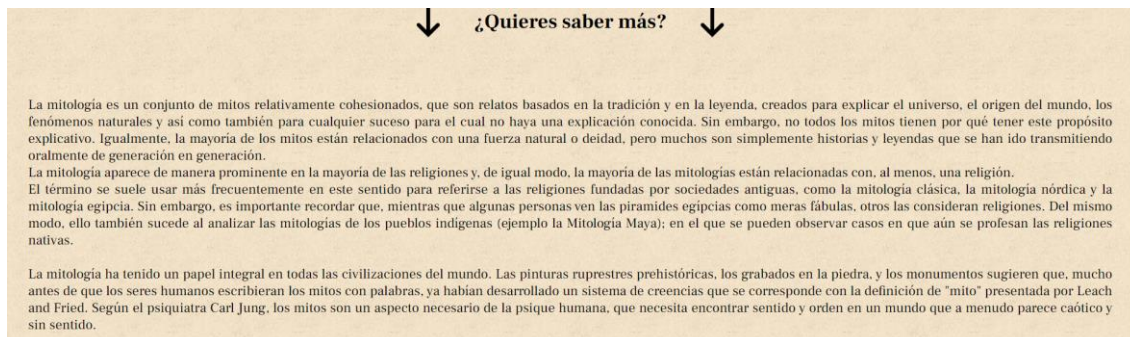 ¿Quieres saber más?
La mitología es un conjunto de mitos relativamente cohesionados, que son relatos basados en la tradición y en la leyenda, creados para explicar el universo, el origen del mundo, los
fenómenos naturales y así como también para cualquier suceso para el cual no haya una explicación conocida. Sin embargo, no todos los mitos tienen por qué tener este propósito
explicativo. Igualmente, la mayoría de los mitos están relacionados con una fuerza natural o deidad, pero muchos son simplemente historias y leyendas que se han ido transmitiendo
oralmente de generación en generación.
La mitología aparece de manera prominente en la mayoría de las religiones y, de igual modo, la mayoría de las mitologías están relacionadas con, al menos, una religión.
El término se suele usar más frecuentemente en este sentido para referirse a las religiones fundadas por sociedades antiguas, como la mitología clásica, la mitología nórdica y la
mitología egipcia. Sin embargo, es importante recordar que, mientras que algunas personas ven las piramides egípcias como meras fábulas, otros las consideran religiones. Del mismo
modo, ello también sucede al analizar las mitologías de los pueblos indígenas (ejemplo la Mitología Maya); en el que se pueden observar casos en que aún se profesan las religiones
nativas.
La mitología ha tenido un papel integral en todas las civilizaciones del mundo. Las pinturas ruprestres prehistóricas, los grabados en la piedra, y los monumentos sugieren que, mucho
antes de que los seres humanos escribieran los mitos con palabras, ya habían desarrollado un sistema de creencias que se corresponde con la definición de "mito" presentada por Leach
and Fried. Según el psiquiatra Carl Jung, los mitos son un aspecto necesario de la psique humana, que necesita encontrar sentido y orden en un mundo que a menudo parece caótico y
sin sentido.